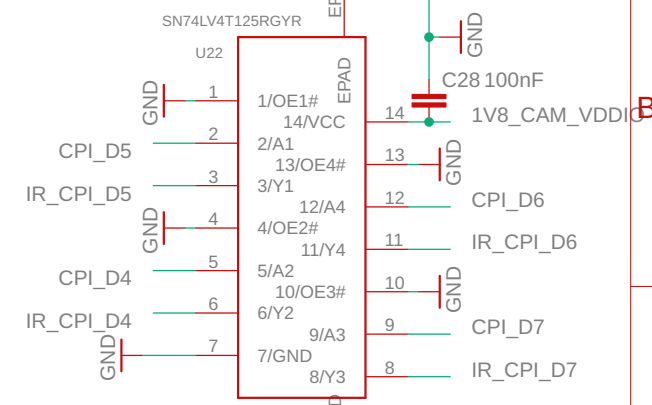 EP
SN74LV4T125RGYR
U22
EPAD
GND
C28 100nF
1V8_CAM_VDDIO
B
GND 1 1/OE1#
14/VCC 14
CPI_D5 2 2/A1
13/OE4# 13 GND
IR_CPI_D5 3 3/Y1
12/A4 12 CPI_D6
GND 4 4/OE2#
11/Y4 11 IR_CPI_D6
CPI_D4 5 5/A2
10/OE3# 10 GND
IR_CPI_D4 6 6/Y2
9/A3 9 CPI_D7
GND 7 7/GND
8/Y3 8 IR_CPI_D7